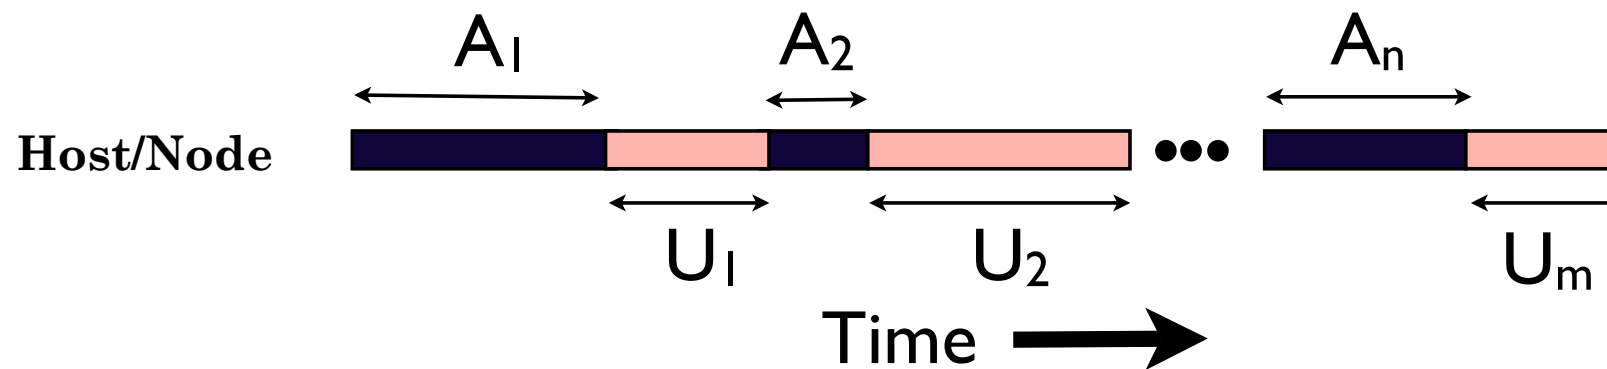 A₁ A₂ Aₙ
Host/Node •••
U₁ U₂ Uₘ
Time